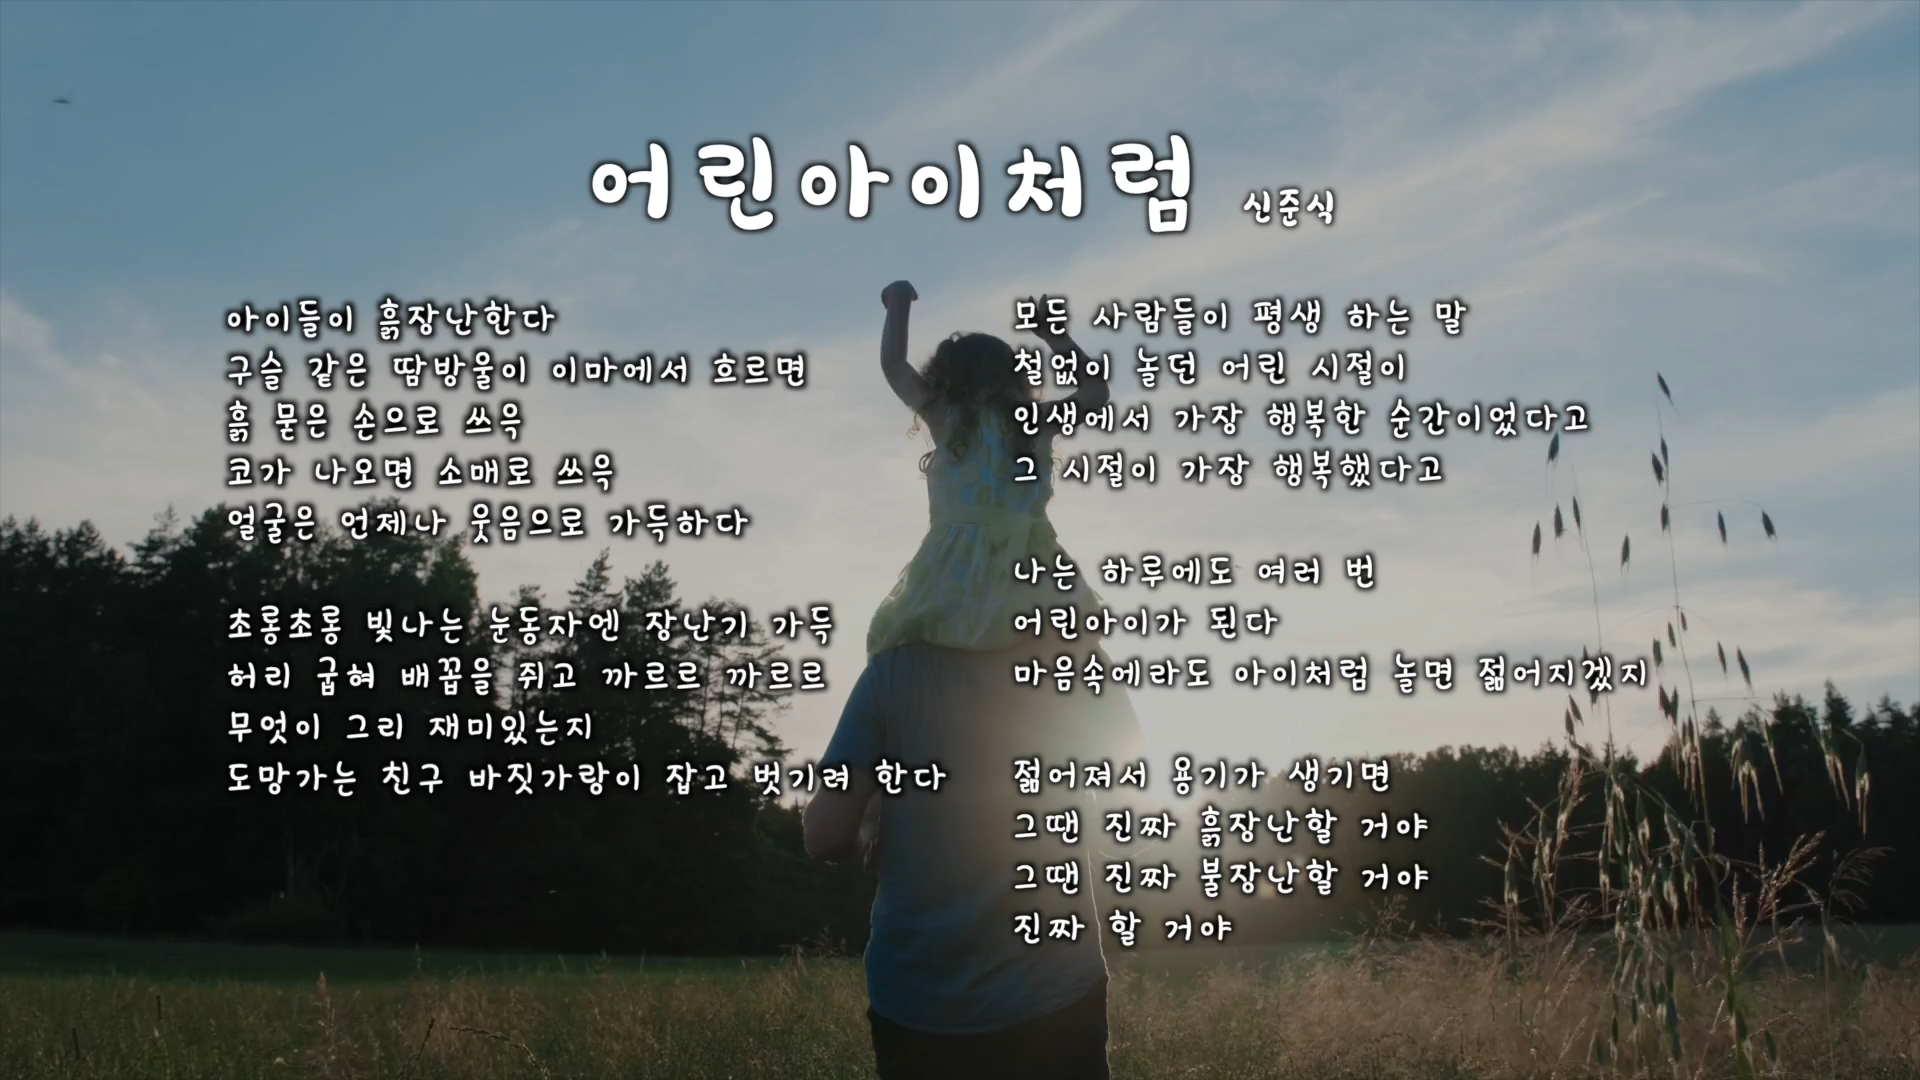 어린아이처럼 신준식
아이들이 흙장난한다
구슬 같은 땀방울이 이마에서 흐르면
흙 묻은 손으로 쓰윽
코가 나오면 소매로 쓰윽
얼굴은 언제나 웃음으로 가득하다
초롱초롱 빛나는 눈동자엔 장난기 가득
허리 굽혀 배꼽을 쥐고 까르르 까르르
무엇이 그리 재미있는지
도망가는 친구 바짓가랑이 잡고 벗기려 한다
모든 사람들이 평생 하는 말
철없이 놀던 어린 시절이
인생에서 가장 행복한 순간이었다고
그 시절이 가장 행복했다고
나는 하루에도 여러 번
어린아이가 된다
마음속에라도 아이처럼 놀면 젊어지겠지
젊어져서 용기가 생기면
그땐 진짜 흙장난할 거야
그땐 진짜 불장난할 거야
진짜 할 거야